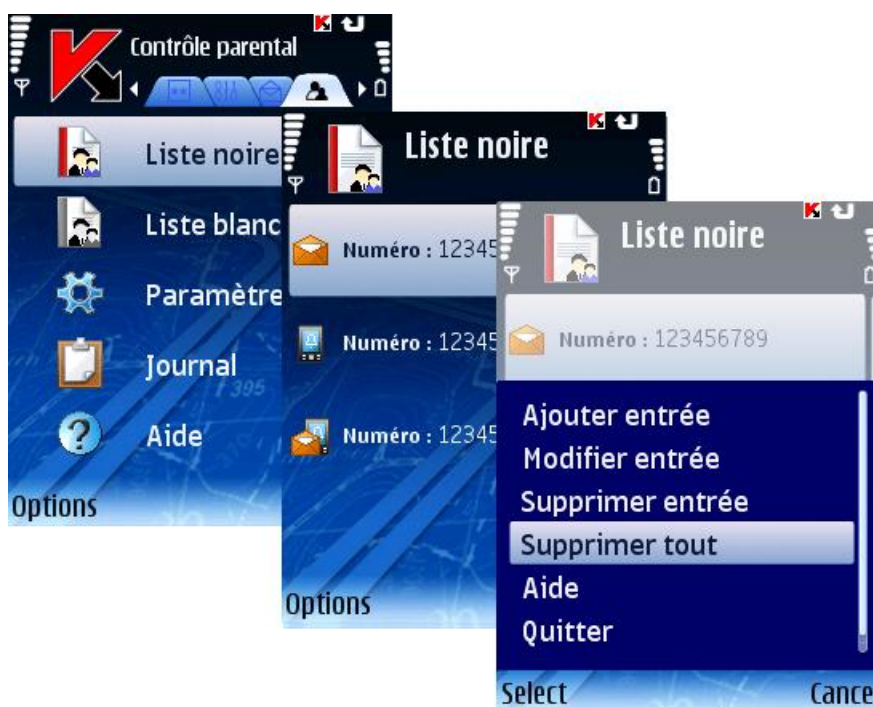 Contrôle parental
Liste noire
Liste blanc
Paramètre
395
Journal
Aide
Options
Liste noire
Numéro : 12345
Numéro : 12345
Numéro : 12345
Options
Liste noire
Numéro : 123456789
Ajouter entrée
Modifier entrée
Supprimer entrée
Supprimer tout
Aide
Quitter
Select
Cance